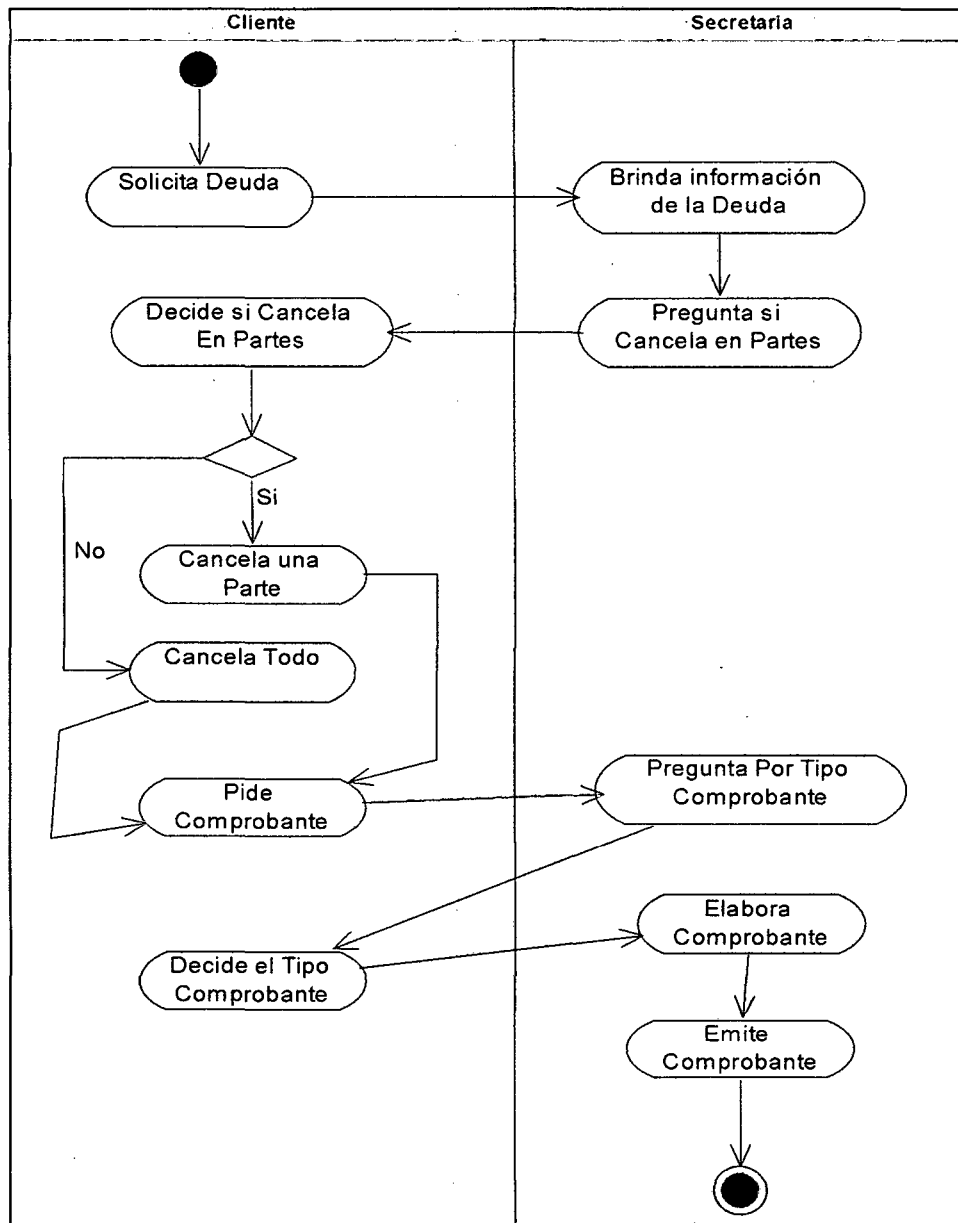 Cliente
Secretaria
Solicita Deuda
Brinda información
de la Deuda
Decide si Cancela
En Partes
Pregunta si
Cancela en Partes
Si
No
Cancela una
Parte
Cancela Todo
Pide
Comprobante
Pregunta Por Tipo
Comprobante
Elabora
Comprobante
Decide el Tipo
Comprobante
Emite
Comprobante